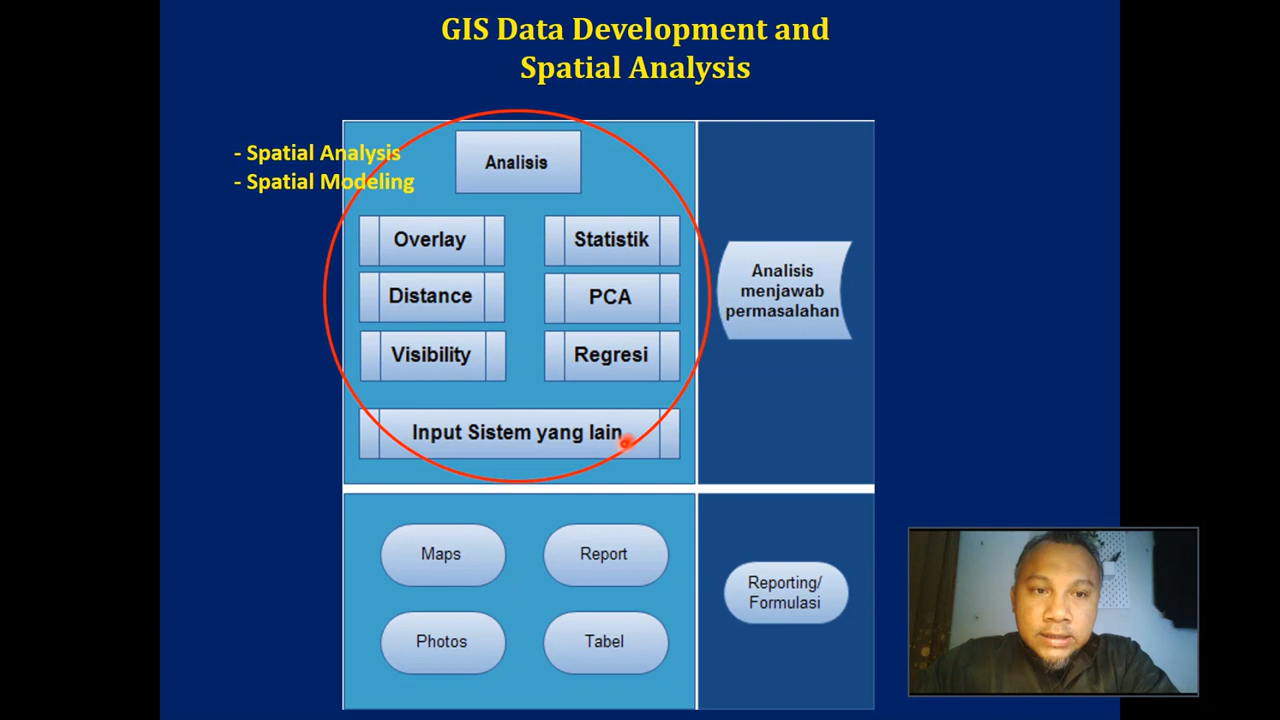 GIS Data Development and
Spatial Analysis
- Spatial Analysis
- Spatial Modeling
Analisis
Overlay
Statistik
Distance
PCA
Visibility
Regresi
Input Sistem yang lain
Analisis
menjawab
permasalahan
Maps
Report
Photos
Tabel
Reporting/
Formulasi